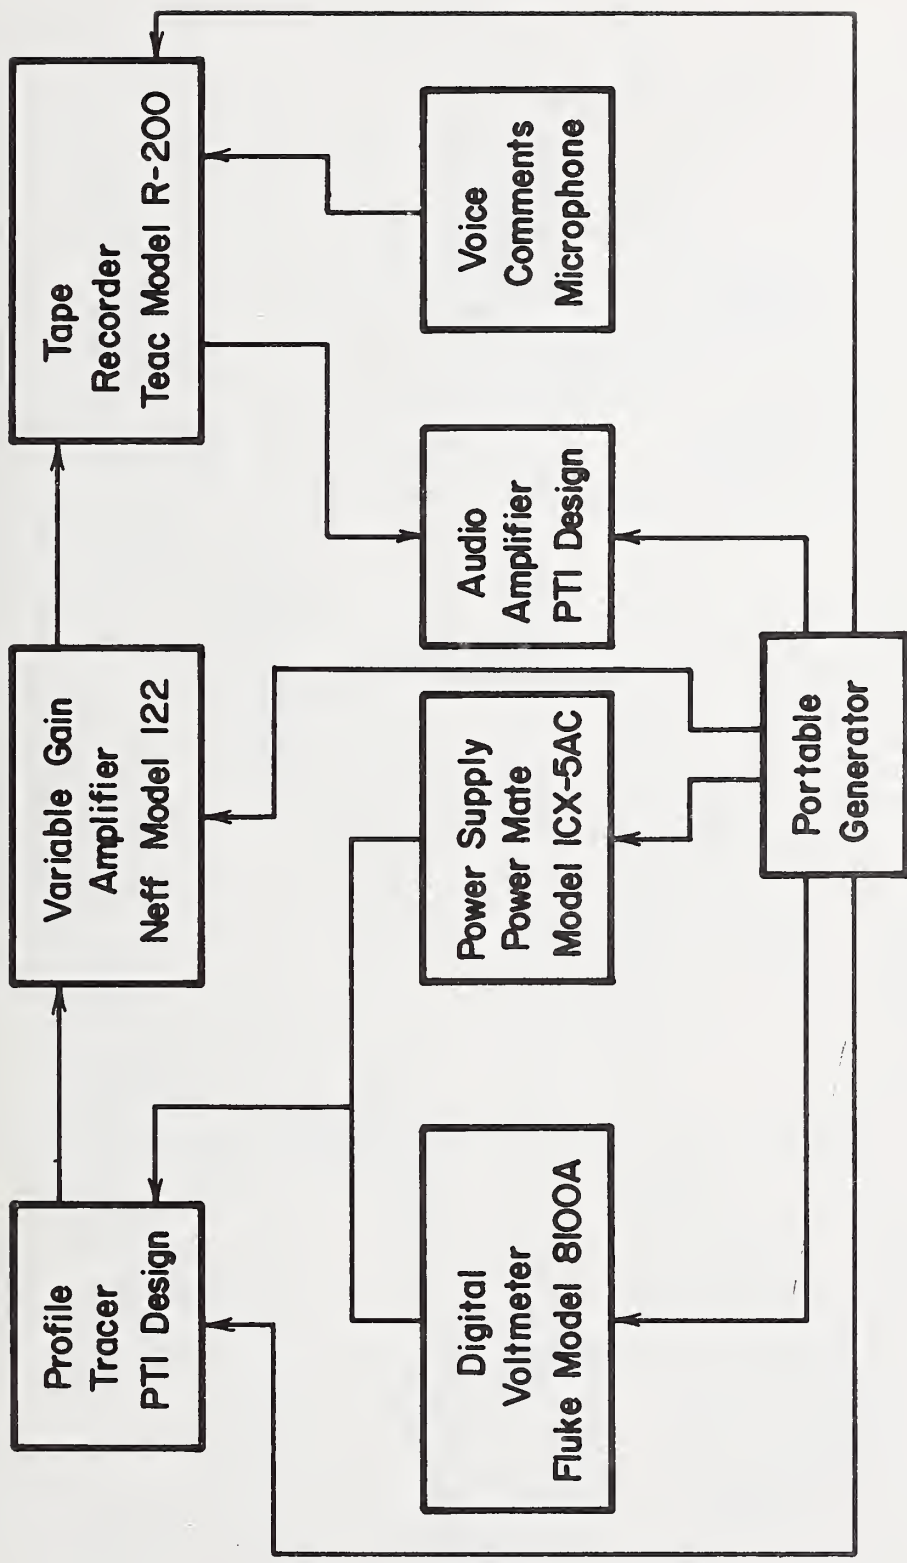 Profile
Tracer
PTI Design
Variable Gain
Amplifier
Neff Model 122
Tape
Recorder
Teac Model R-200
Digital
Voltmeter
Fluke Model 8100A
Power Supply
Power Mate
Model ICX-5AC
Audio
Amplifier
PTI Design
Voice
Comments
Microphone
Portable
Generator